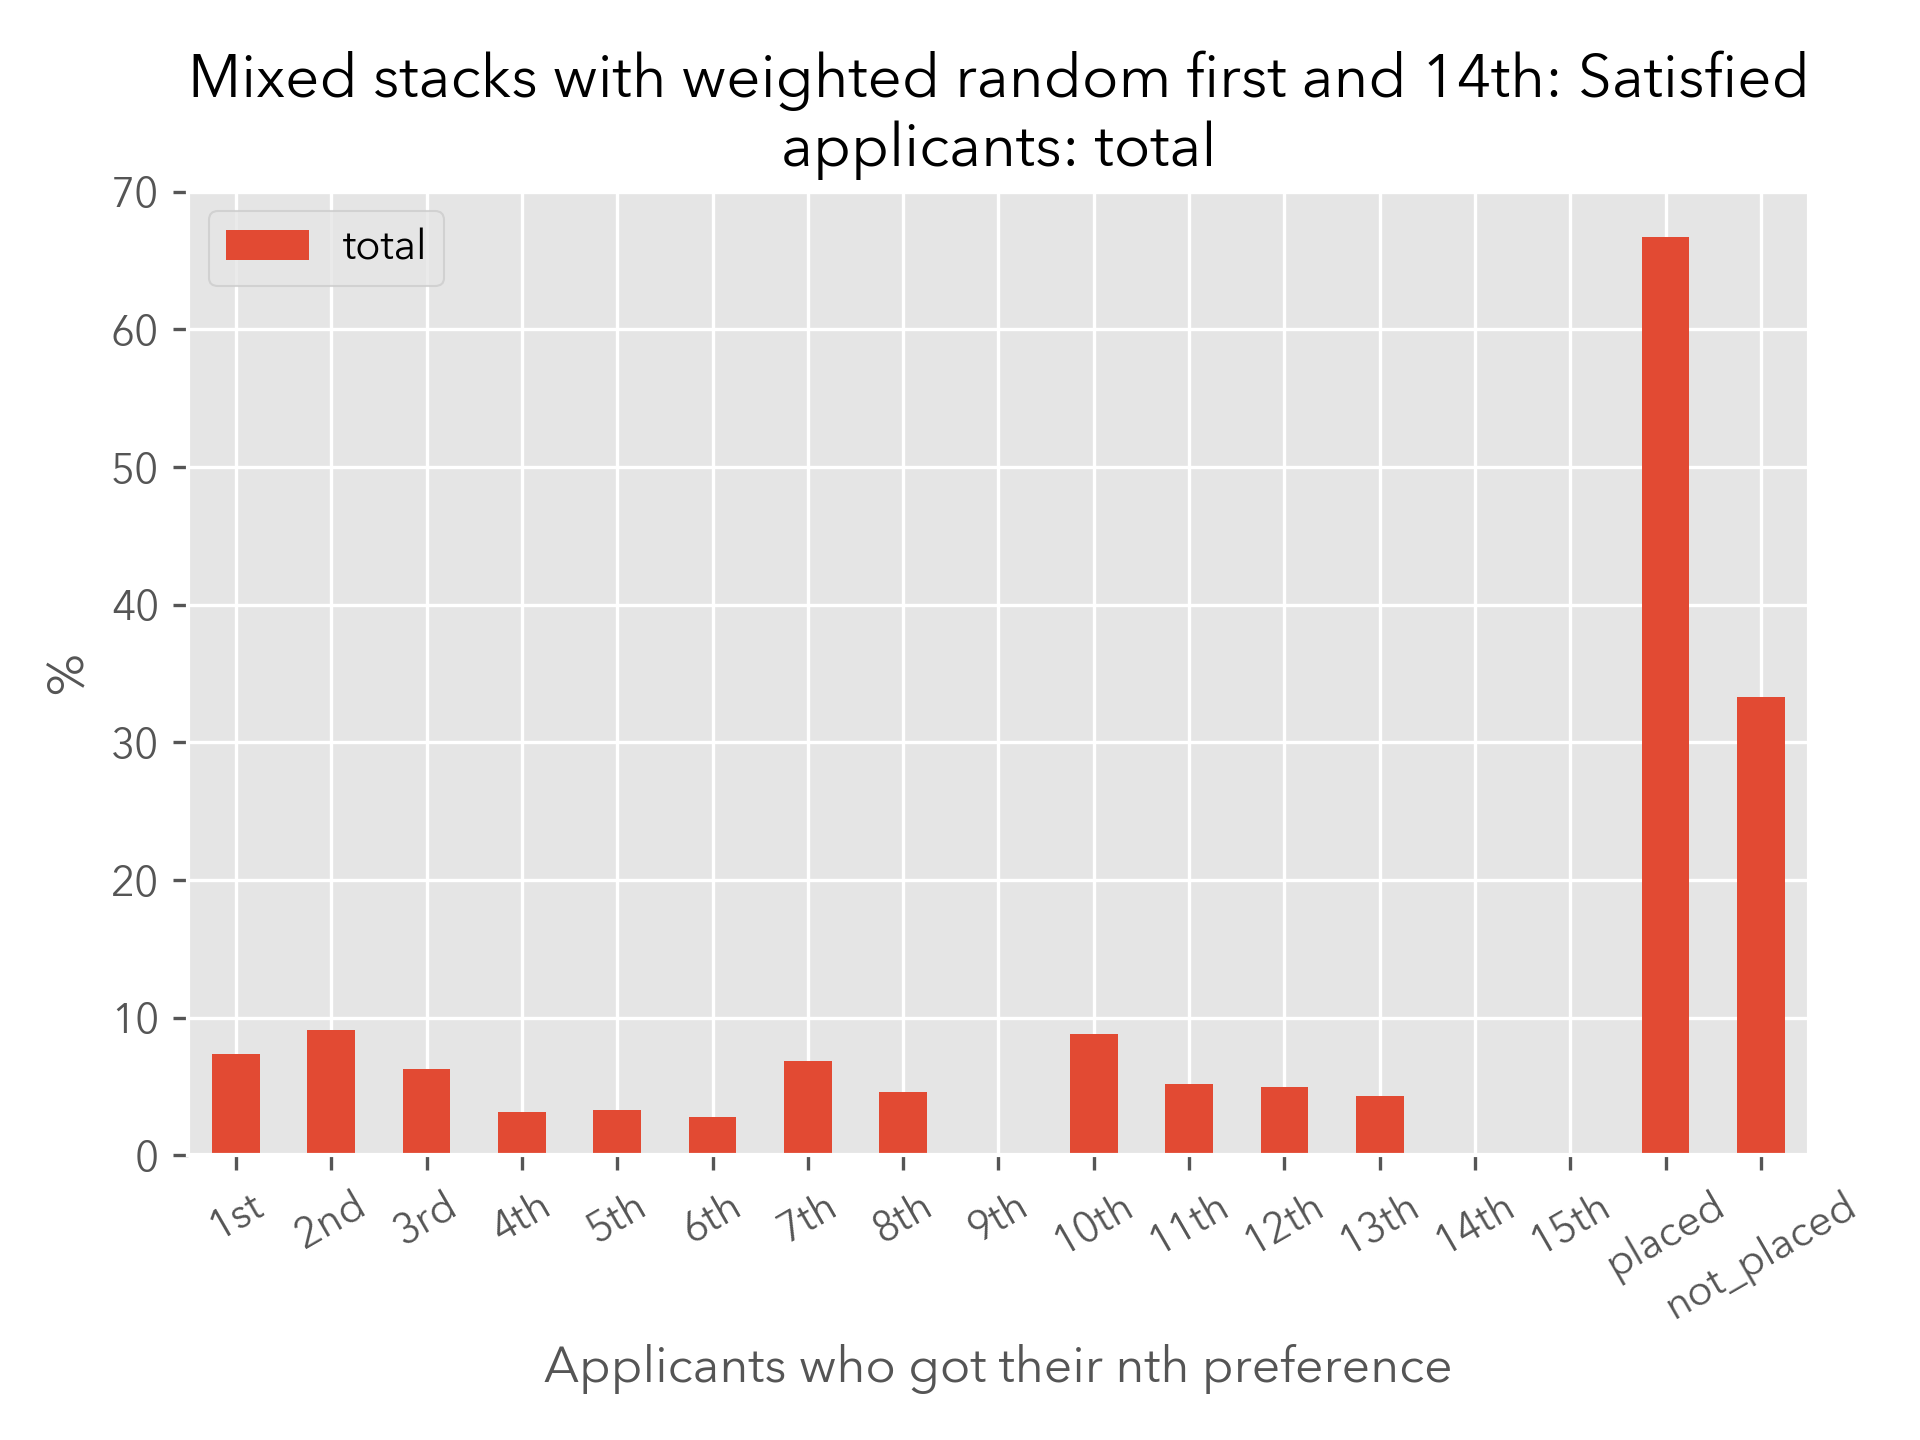 Mixed stacks with weighted random first and 14th: Satisfied
applicants: total
70
60
50
40
30
20
10
0
%
total
1st
2nd
3rd
4th
5th
6th
7th
8th
9th
10th
11th
12th
13th
14th
15th
placed
not_placed
Applicants who got their nth preference